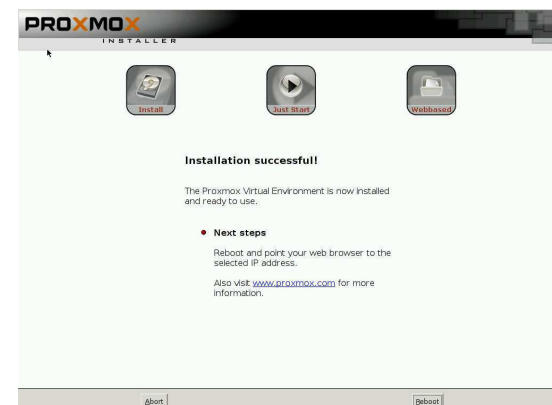 PROXMOX
INSTALLER
Install
Just Start
Webbased
Installation successful!
The Proxmox Virtual Environment is now installed
and ready to use.
Next steps
Reboot and point your web browser to the
selected IP address.
Also visit www.proxmox.com for more
information.
Abort
Reboot